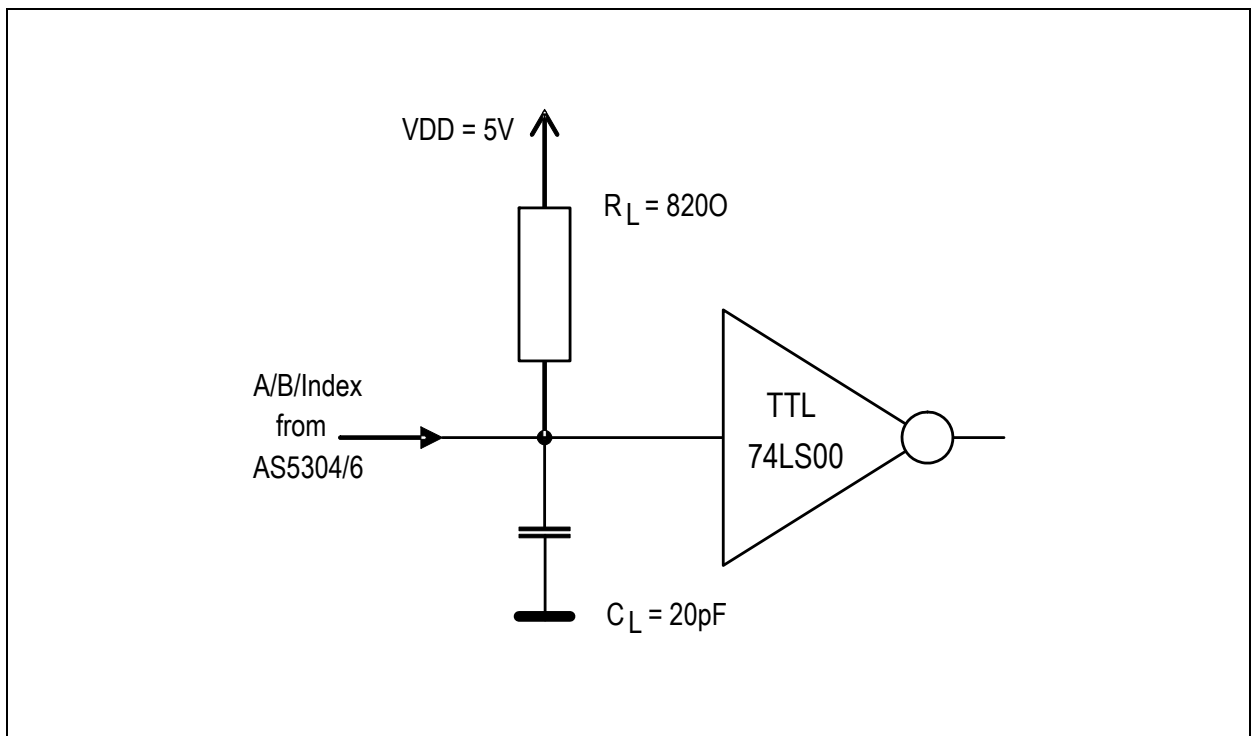 VDD = 5V
R L = 820O
A/B/Index
from
AS5304/6
TTL
74LS00
C L = 20pF